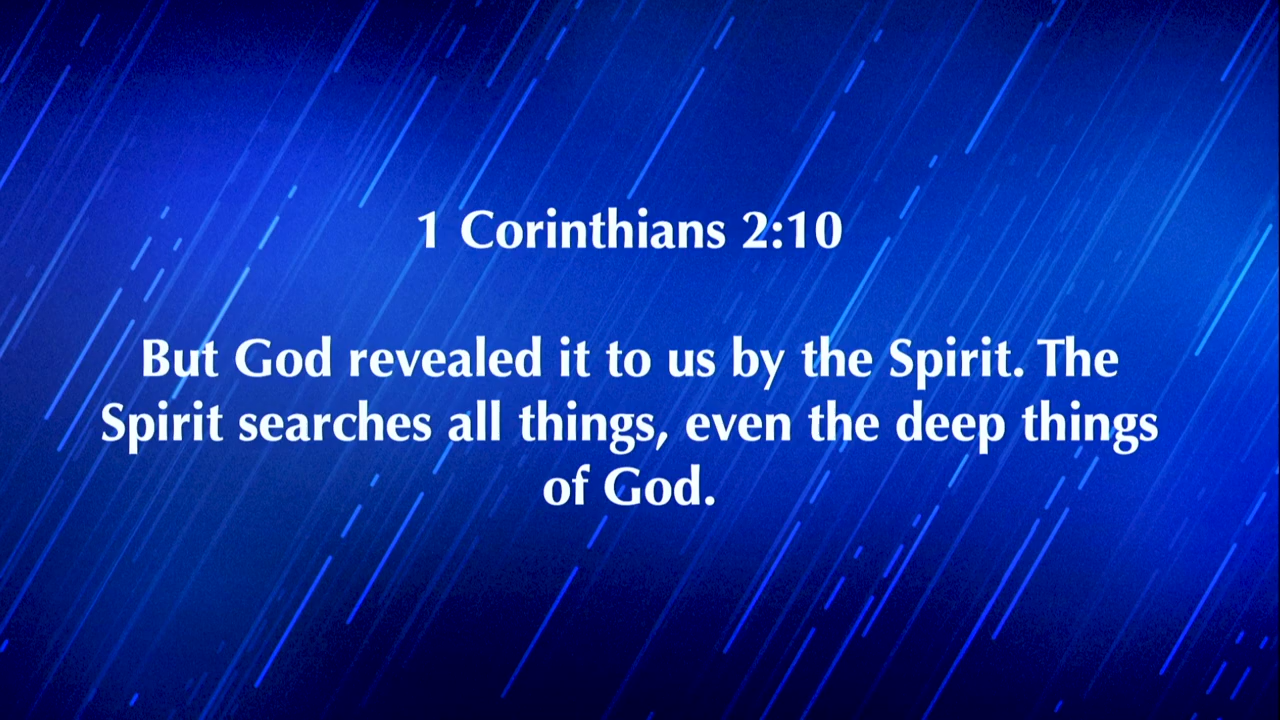 1 Corinthians 2:10
But God revealed it to us by the Spirit. The
Spirit searches all things, even the deep things
of God.